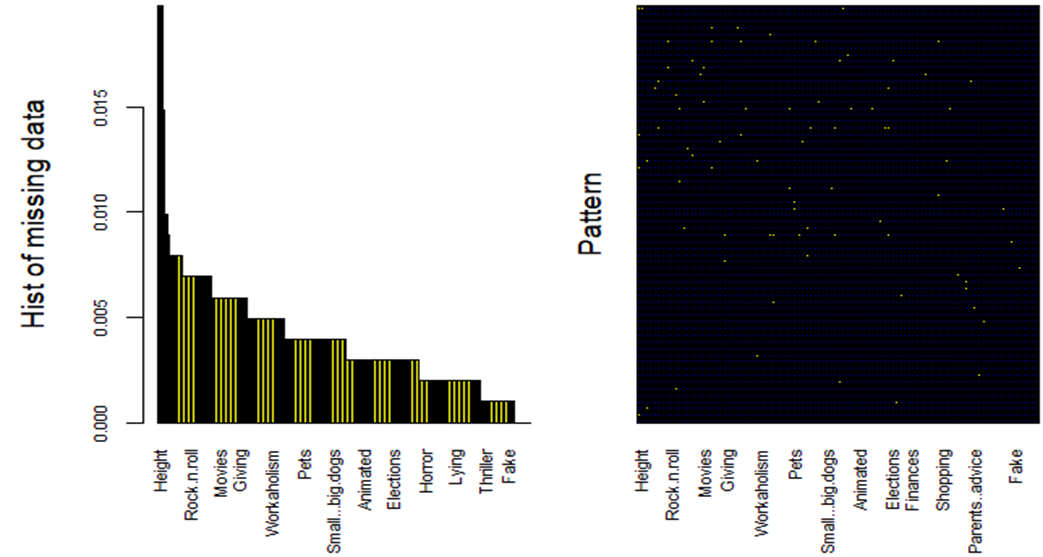 Hist of missing data
0.015
0.010
0.005
0.000
Height
Rock.n.roll
Movies
Giving
Workaholism
Pets
Small...big.dogs
Animated
Elections
Horror
Lying
Thriller
Fake
Pattern
Height
Rock.n.roll
Movies
Giving
Workaholism
Pets
Small...big.dogs
Animated
Elections
Finances
Shopping
Parents..advice
Fake